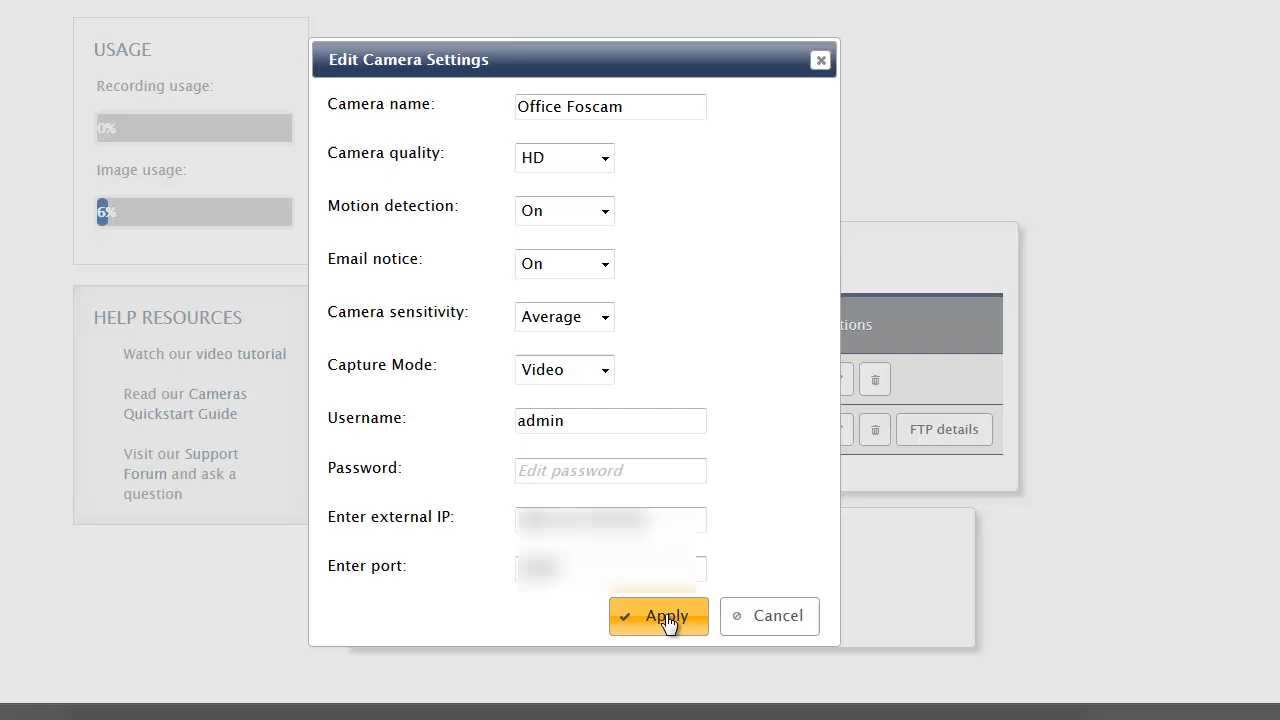 USAGE
Recording usage:
0%
Image usage:
6%
HELP RESOURCES
Watch our video tutorial
Read our Cameras
Quickstart Guide
Visit our Support
Forum and ask a
question
Edit Camera Settings
Camera name: Office Foscam
Camera quality: HD
Motion detection: On
Email notice: On
Camera sensitivity: Average
Capture Mode: Video
Username: admin
Password: Edit password
Enter external IP:
Enter port:
Apply Cancel
tions
FTP details